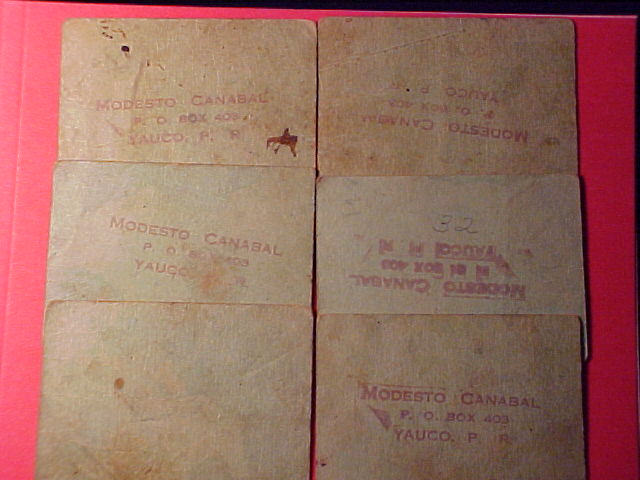 MODESTO CANABAL
P. O. BOX 403
YAUCO, P. R.
MODESTO CANABAL
P. O. BOX 403
YAUCO, P. R.
MODESTO CANABAL
P. O. BOX 403
YAUCO, P. R.
32
MODESTO CANABAL
BOX 403
YAUCO
MODESTO CANABAL
P. O. BOX 403
YAUCO, P. R.